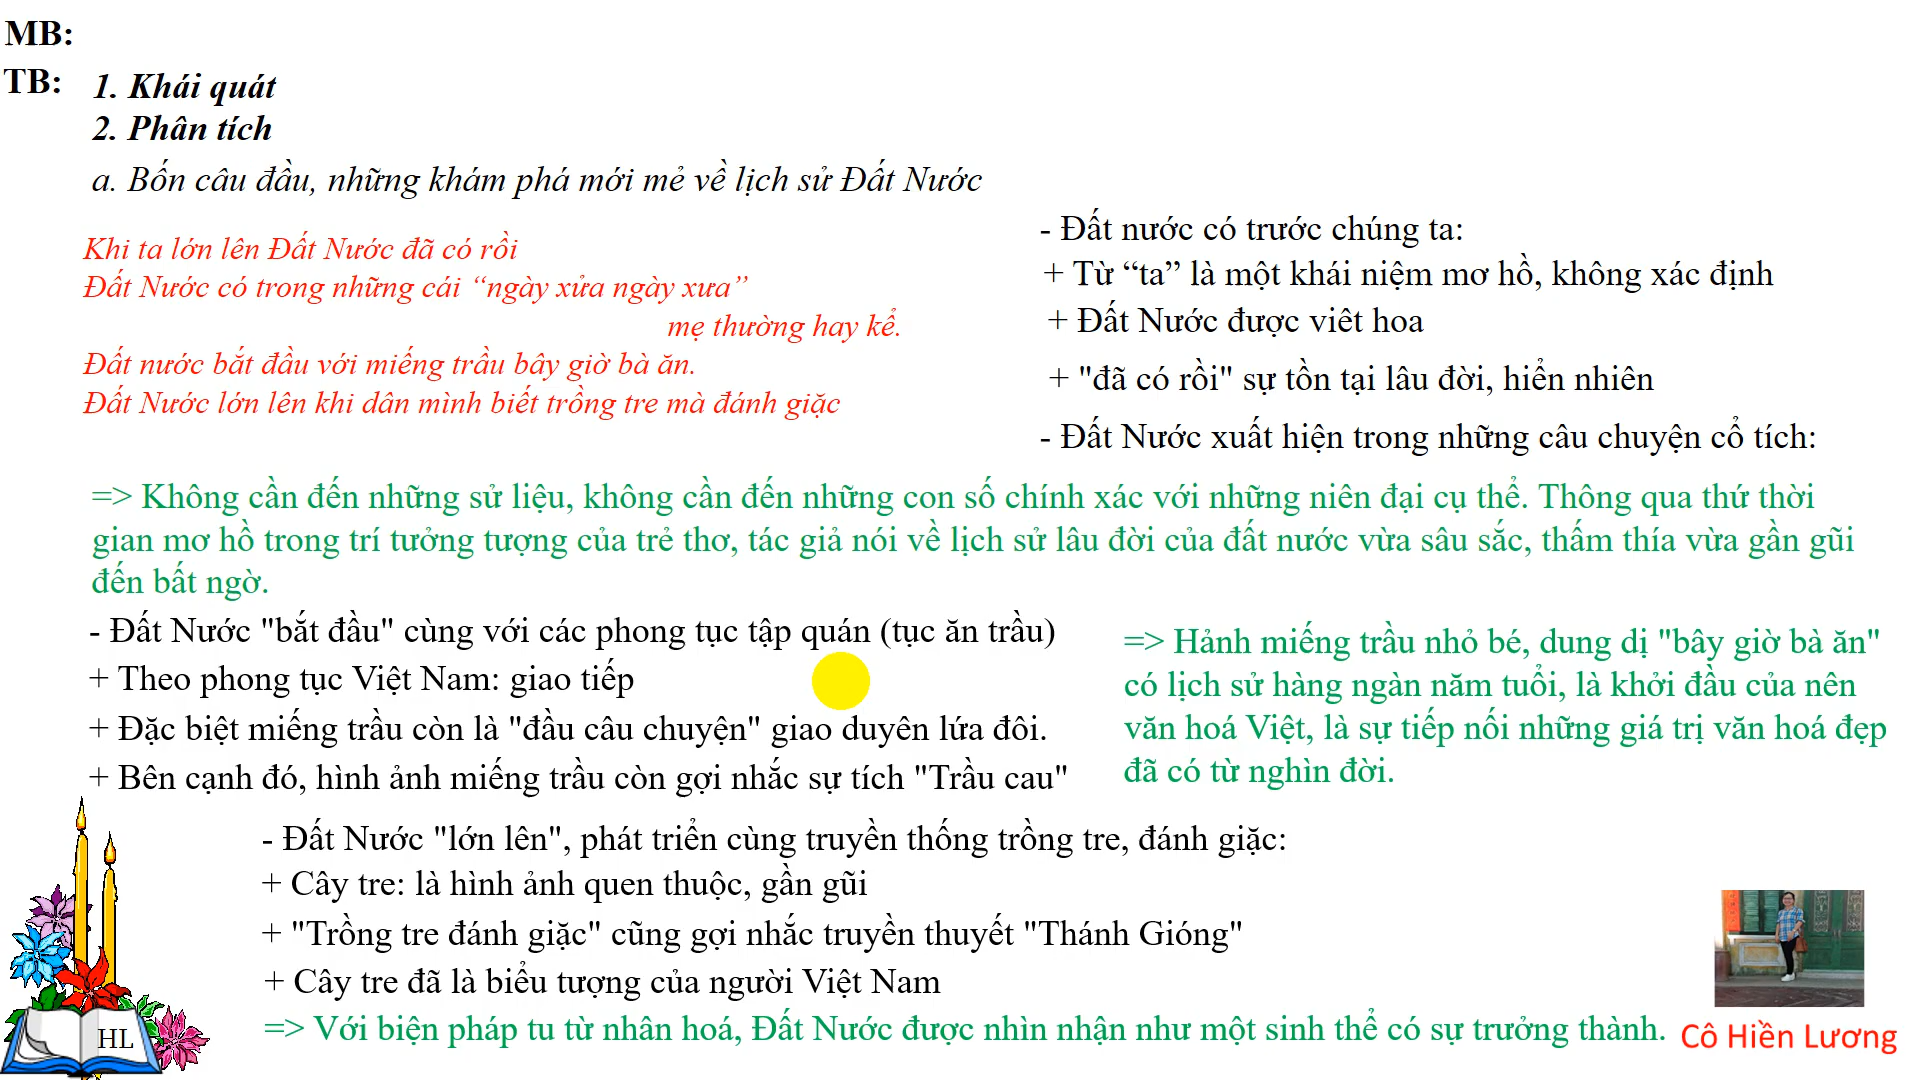 MB:
TB:
1. Khái quát
2. Phân tích
a. Bốn câu đầu, những khám phá mới mẻ về lịch sử Đất Nước
Khi ta lớn lên Đất Nước đã có rồi
Đất Nước có trong những cái “ngày xửa ngày xưa”
mẹ thường hay kể.
Đất nước bắt đầu với miếng trầu bây giờ bà ăn.
Đất Nước lớn lên khi dân mình biết trồng tre mà đánh giặc
- Đất nước có trước chúng ta:
+ Từ “ta” là một khái niệm mơ hồ, không xác định
+ Đất Nước được viêt hoa
+ "đã có rồi" sự tồn tại lâu đời, hiển nhiên
- Đất Nước xuất hiện trong những câu chuyện cổ tích:
=> Không cần đến những sử liệu, không cần đến những con số chính xác với những niên đại cụ thể. Thông qua thứ thời
gian mơ hồ trong trí tưởng tượng của trẻ thơ, tác giả nói về lịch sử lâu đời của đất nước vừa sâu sắc, thấm thía vừa gần gũi
đến bất ngờ.
- Đất Nước "bắt đầu" cùng với các phong tục tập quán (tục ăn trầu)
+ Theo phong tục Việt Nam: giao tiếp
+ Đặc biệt miếng trầu còn là "đầu câu chuyện" giao duyên lứa đôi.
+ Bên cạnh đó, hình ảnh miếng trầu còn gợi nhắc sự tích "Trầu cau"
=> Hảnh miếng trầu nhỏ bé, dung dị "bây giờ bà ăn"
có lịch sử hàng ngàn năm tuổi, là khởi đầu của nên
văn hoá Việt, là sự tiếp nối những giá trị văn hoá đẹp
đã có từ nghìn đời.
- Đất Nước "lớn lên", phát triển cùng truyền thống trồng tre, đánh giặc:
+ Cây tre: là hình ảnh quen thuộc, gần gũi
+ "Trồng tre đánh giặc" cũng gợi nhắc truyền thuyết "Thánh Gióng"
+ Cây tre đã là biểu tượng của người Việt Nam
=> Với biện pháp tu từ nhân hoá, Đất Nước được nhìn nhận như một sinh thể có sự trưởng thành.
HL
Cô Hiền Lương